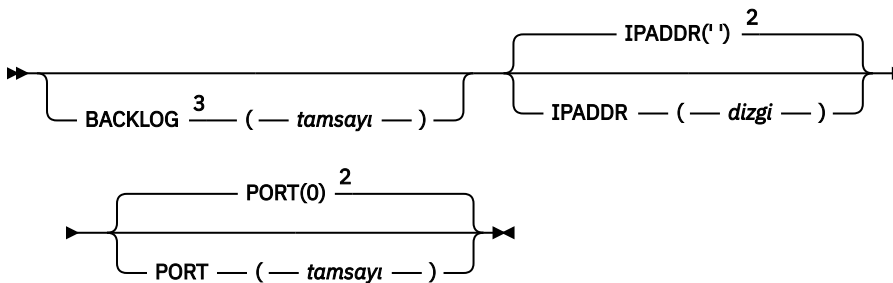 IPADDR(' ') 2
BACKLOG 3 ( tamsayı ) IPADDR ( dizgi )
PORT(0) 2
PORT ( tamsayı )